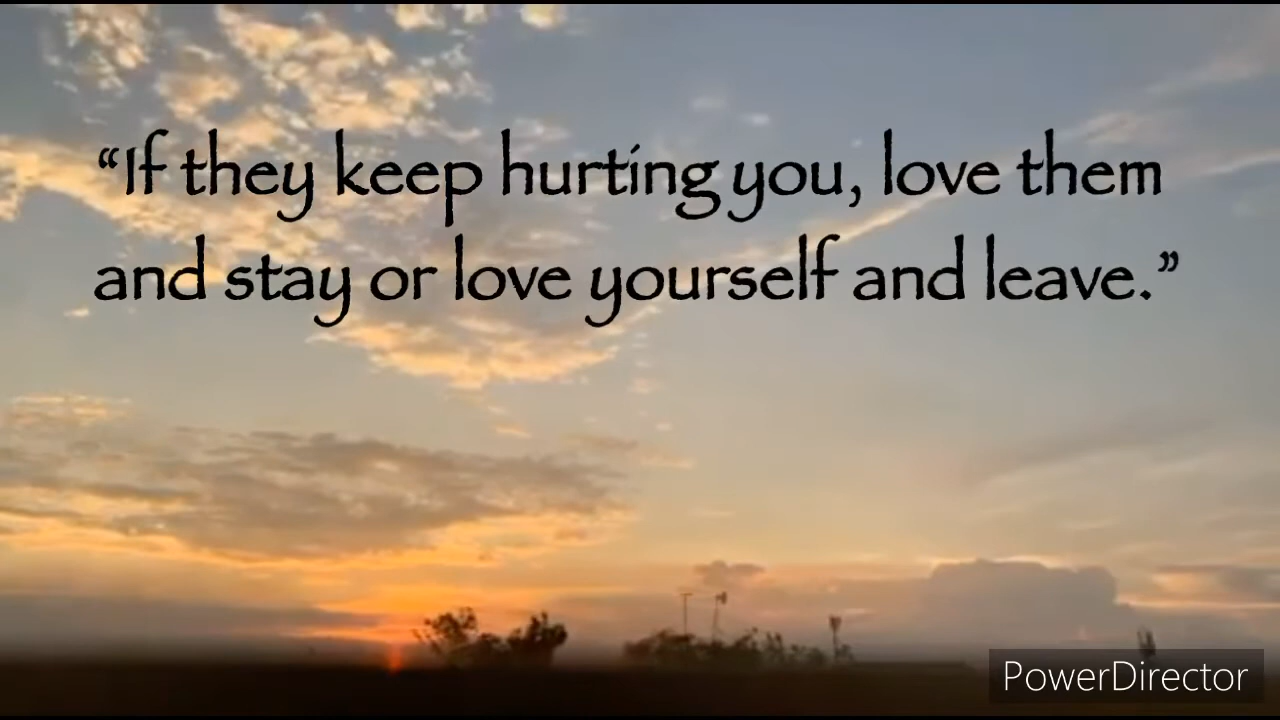 “If they keep hurting you, love them
and stay or love yourself and leave.”
PowerDirector